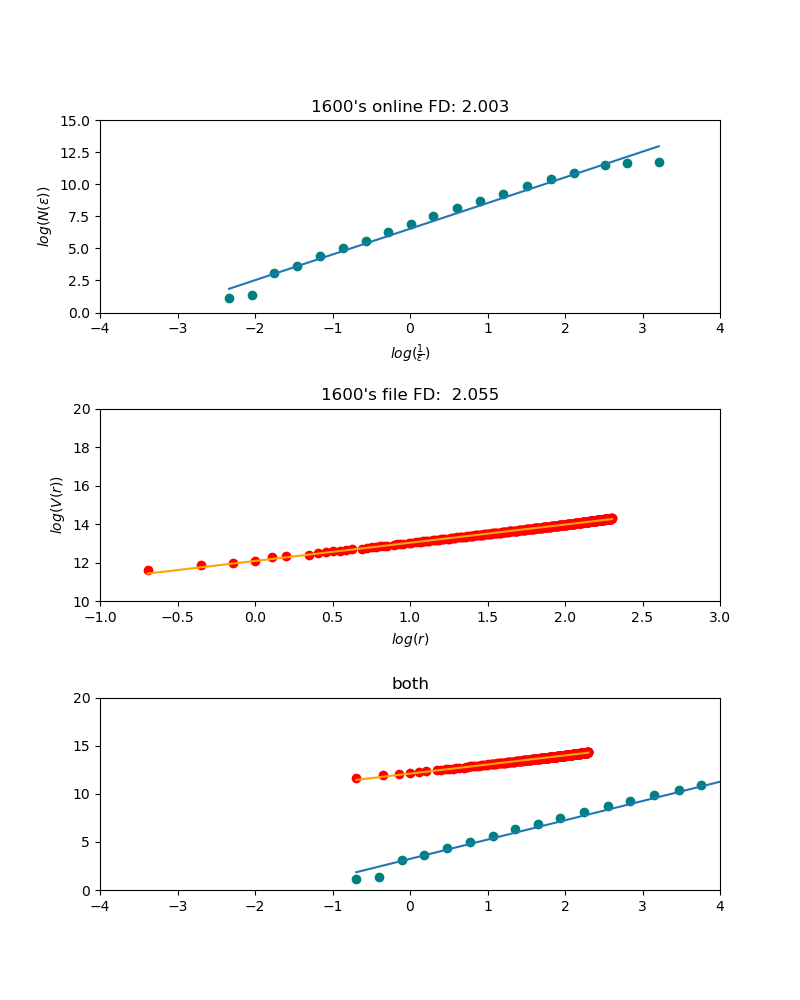 1600's online FD: 2.003
log(N(ε))
15.0
12.5
10.0
7.5
5.0
2.5
0.0
−4 −3 −2 −1 0 1 2 3 4
log(1/ε)
1600's file FD:  2.055
log(V(r))
20
18
16
14
12
10
−1.0 −0.5 0.0 0.5 1.0 1.5 2.0 2.5 3.0
log(r)
both
20
15
10
5
0
−4 −3 −2 −1 0 1 2 3 4